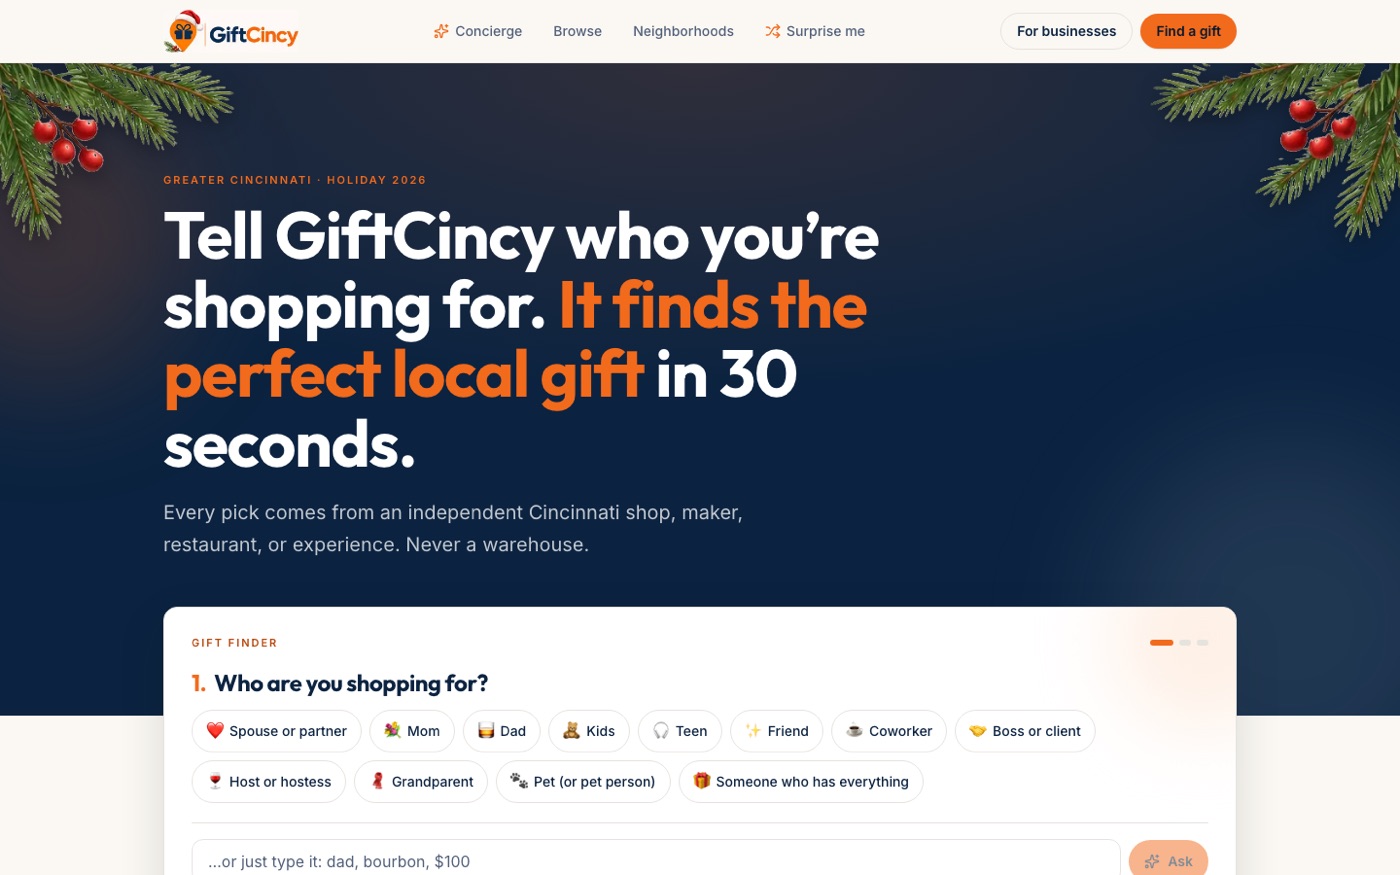 GiftCincy
Concierge
Browse
Neighborhoods
Surprise me
For businesses
Find a gift
GREATER CINCINNATI · HOLIDAY 2026
Tell GiftCincy who you’re
shopping for. It finds the
perfect local gift in 30
seconds.
Every pick comes from an independent Cincinnati shop, maker,
restaurant, or experience. Never a warehouse.
GIFT FINDER
1. Who are you shopping for?
Spouse or partner
Mom
Dad
Kids
Teen
Friend
Coworker
Boss or client
Host or hostess
Grandparent
Pet (or pet person)
Someone who has everything
...or just type it: dad, bourbon, $100
Ask